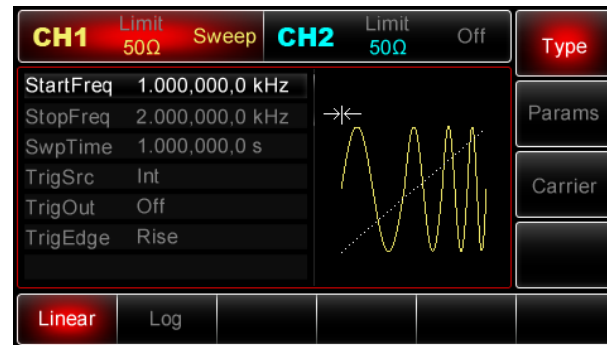 CH1 Limit 50Ω Sweep CH2 Limit 50Ω Off Type
StartFreq 1.000,000,0 kHz
StopFreq 2.000,000,0 kHz
Params
SwpTime 1.000,000,0 s
TrigSrc Int
Carrier
TrigOut Off
TrigEdge Rise
Linear Log